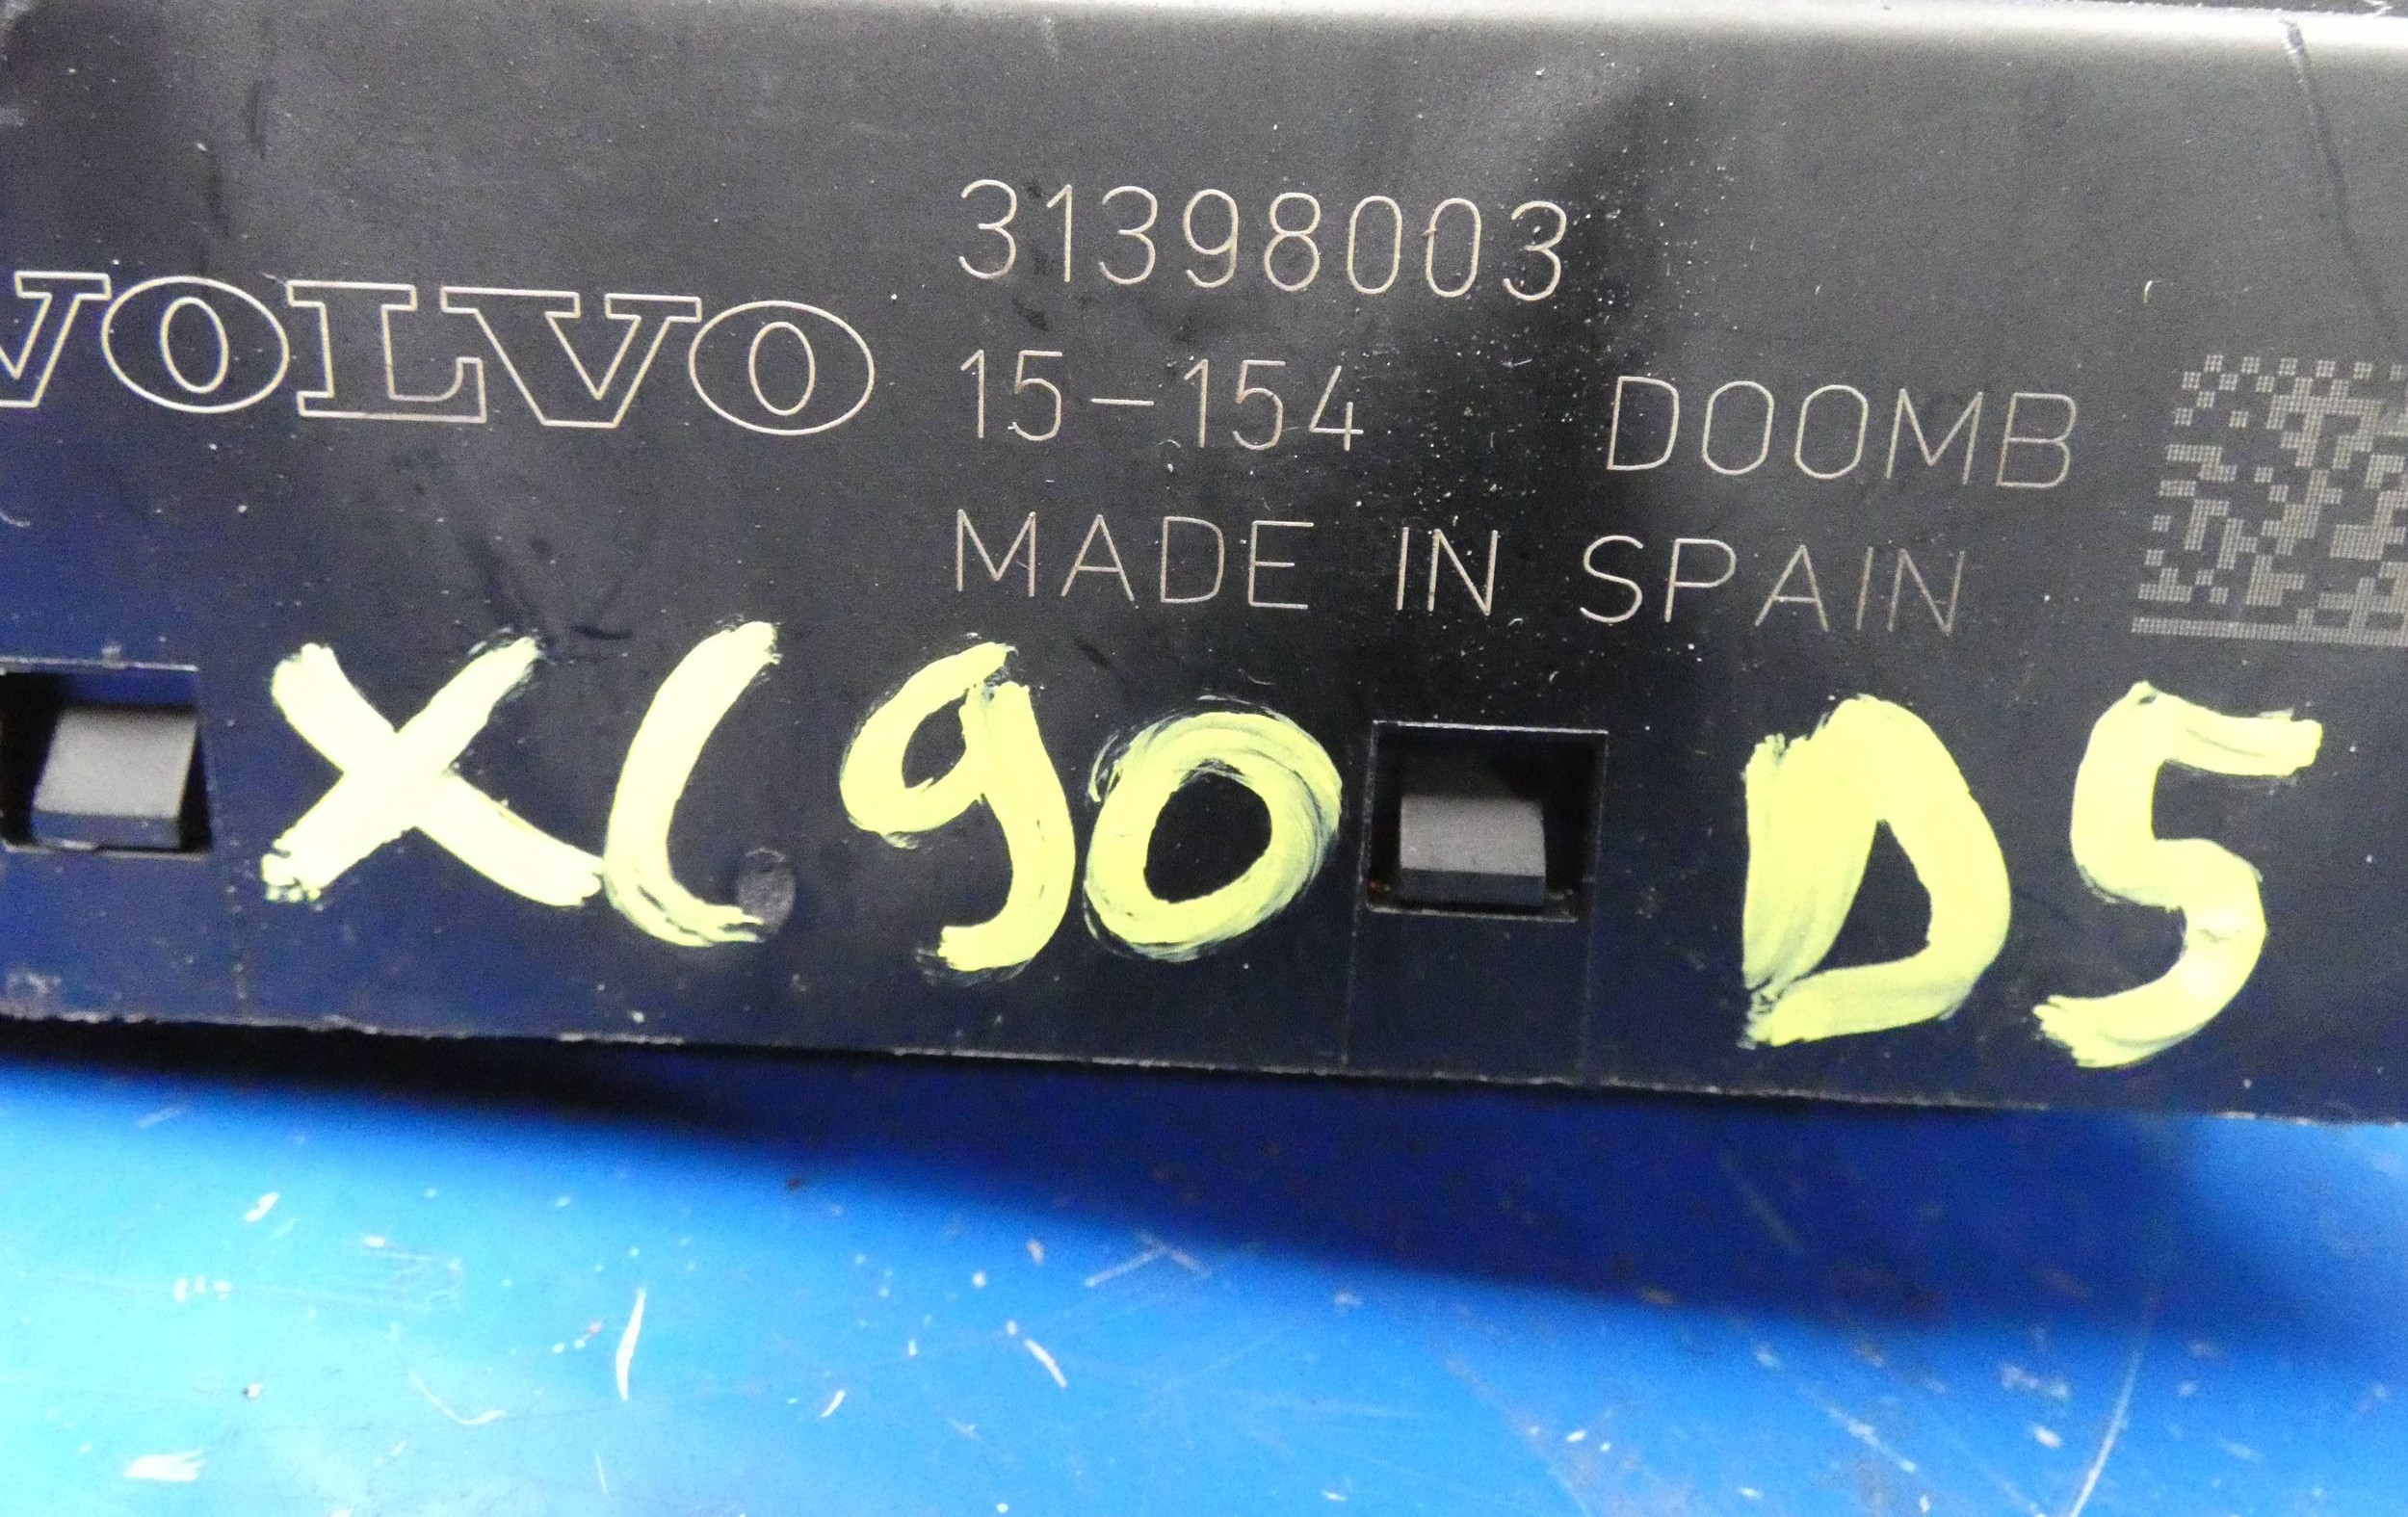 VOLVO
31398003
15-154 D00MB
MADE IN SPAIN
XC90 D5